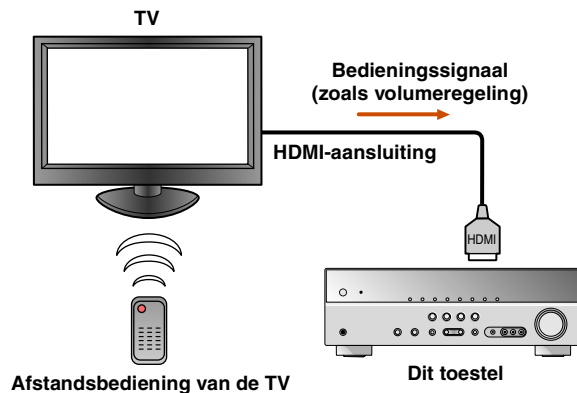 TV
Bedieningssignaal
(zoals volumeregeling)
HDMI-aansluiting
HDMI
Afstandsbediening van de TV
Dit toestel